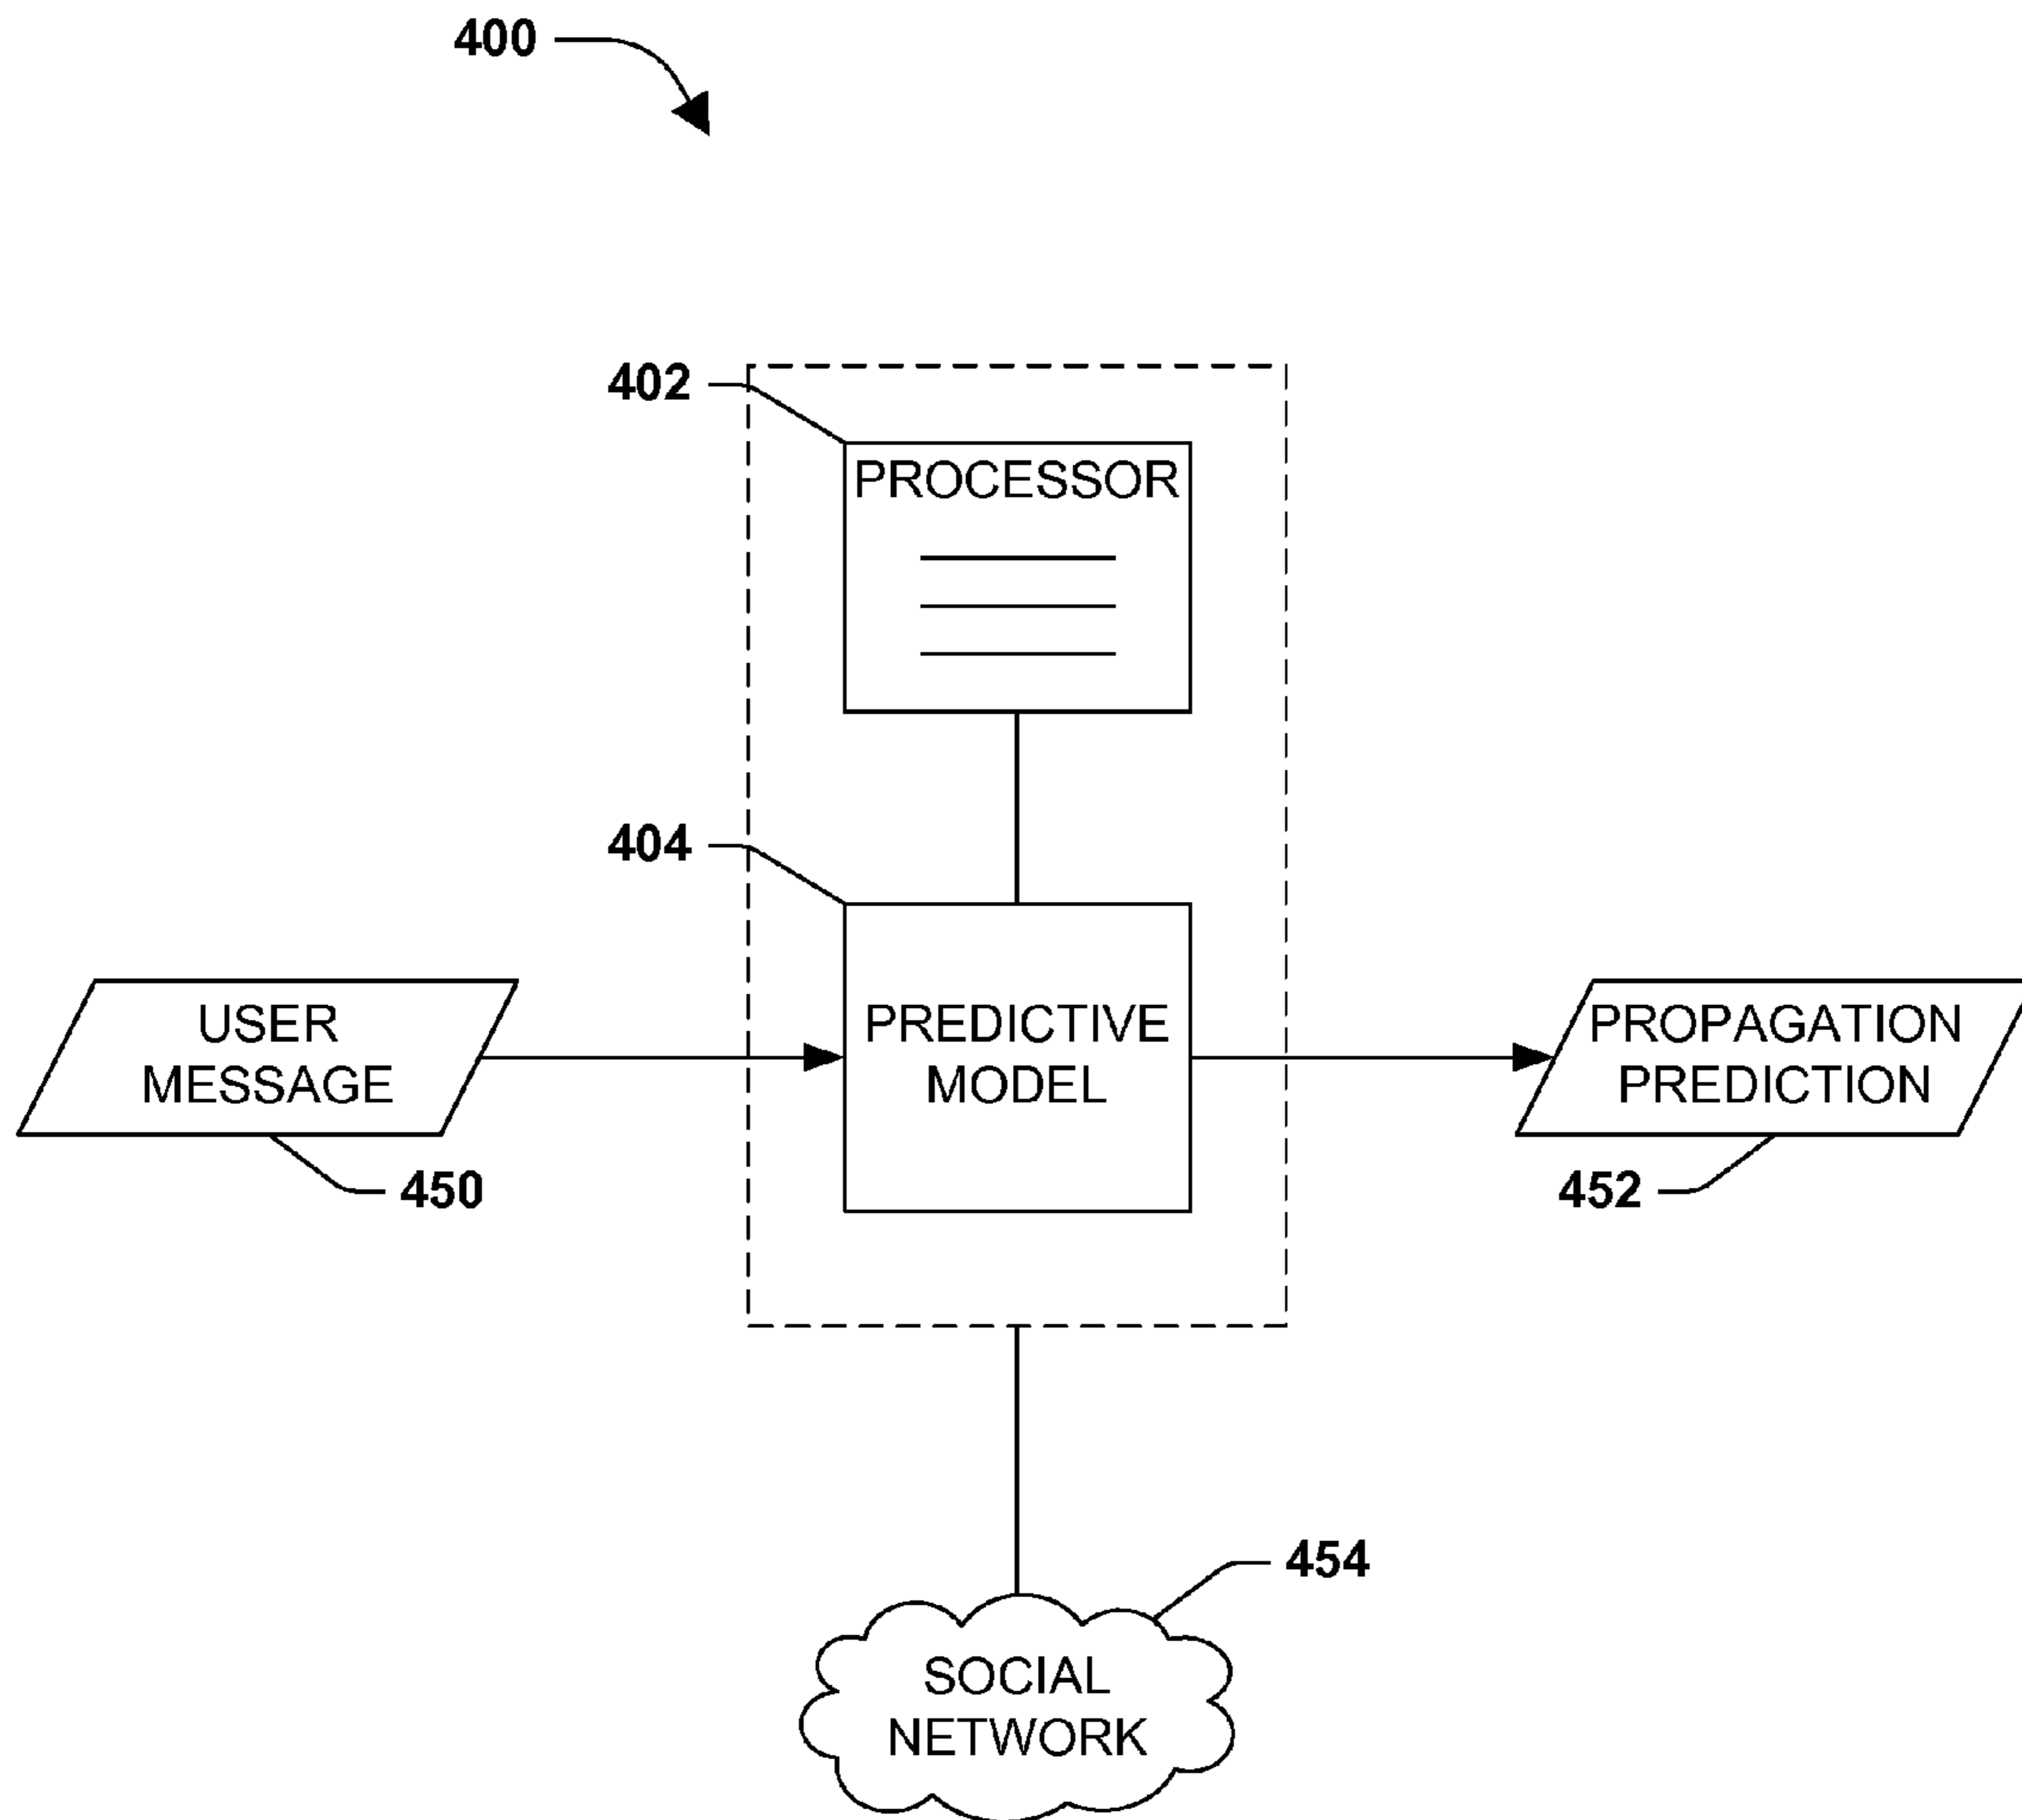 400
402
PROCESSOR
404
USER
MESSAGE
PREDICTIVE
MODEL
PROPAGATION
PREDICTION
450
452
454
SOCIAL
NETWORK